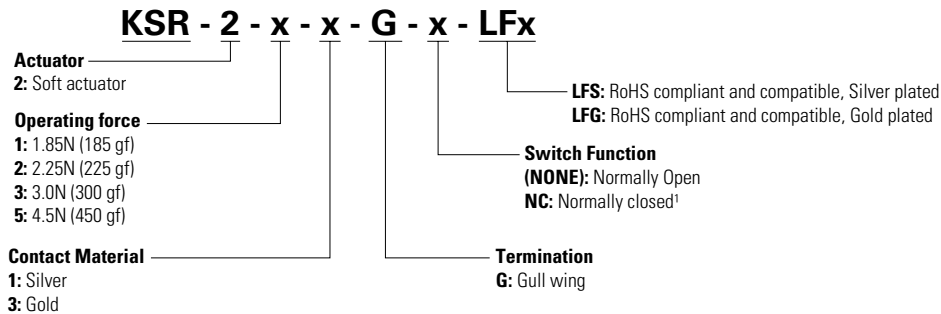 KSR - 2 - x - x - G - x - LFx
Actuator
2: Soft actuator
Operating force
1: 1.85N (185 gf)
2: 2.25N (225 gf)
3: 3.0N (300 gf)
5: 4.5N (450 gf)
Contact Material
1: Silver
3: Gold
LFS: RoHS compliant and compatible, Silver plated
LFG: RoHS compliant and compatible, Gold plated
Switch Function
(NONE): Normally Open
NC: Normally closed¹
Termination
G: Gull wing